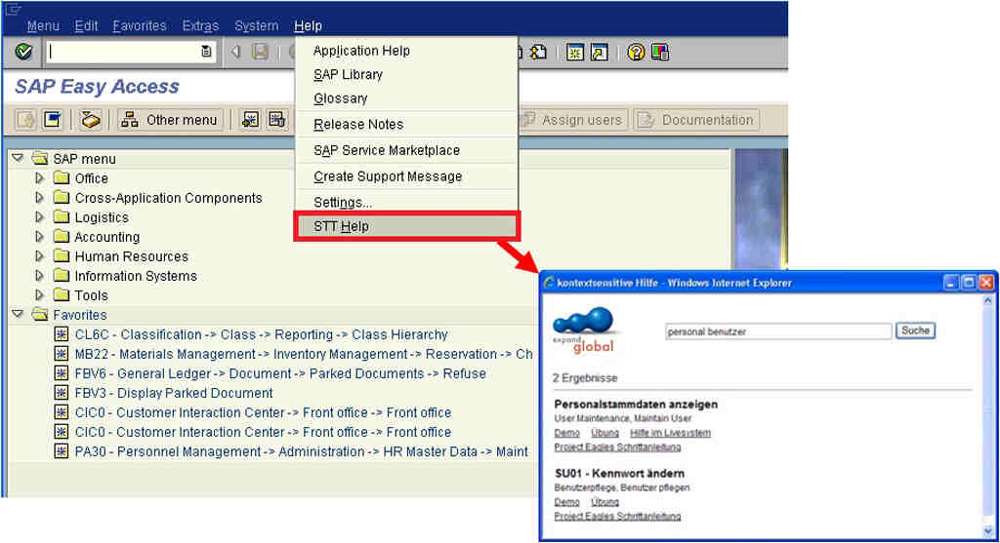 Menu Edit Favorites Extras System Help
Application Help
SAP Library
Glossary
Release Notes
SAP Service Marketplace
Create Support Message
Settings...
STT Help
SAP Easy Access
Other menu
Assign users
Documentation
SAP menu
Office
Cross-Application Components
Logistics
Accounting
Human Resources
Information Systems
Tools
Favorites
CL6C - Classification -> Class -> Reporting -> Class Hierarchy
MB22 - Materials Management -> Inventory Management -> Reservation -> Ch
FBV6 - General Ledger -> Document -> Parked Documents -> Refuse
FBV3 - Display Parked Document
CIC0 - Customer Interaction Center -> Front office -> Front office
CIC0 - Customer Interaction Center -> Front office -> Front office
PA30 - Personnel Management -> Administration -> HR Master Data -> Maint
kontextsensitive Hilfe - Windows Internet Explorer
expand
global
personal benutzer
Suche
2 Ergebnisse
Personalstammdaten anzeigen
User Maintenance, Maintain User
Demo Übung Hilfe im Livesystem
Project Eagles Schrittanleitung
SU01 - Kennwort ändern
Benutzerpflege, Benutzer pflegen
Demo Übung
Project Eagles Schrittanleitung